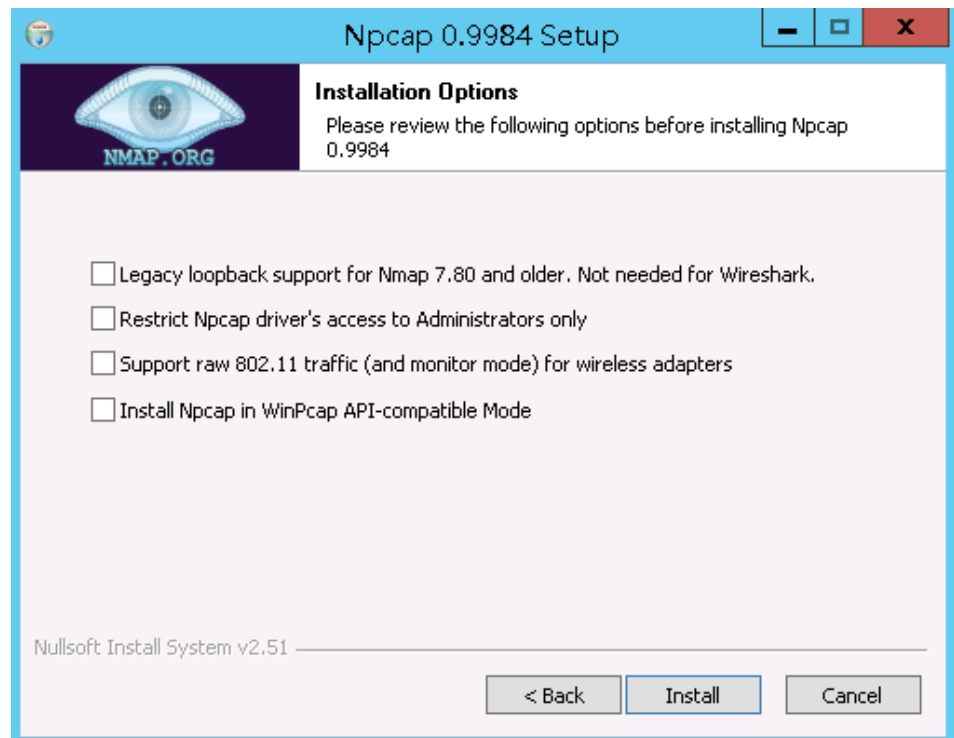 Npcap 0.9984 Setup
NMAP.ORG
Installation Options
Please review the following options before installing Npcap
0.9984
Legacy loopback support for Nmap 7.80 and older. Not needed for Wireshark.
Restrict Npcap driver's access to Administrators only
Support raw 802.11 traffic (and monitor mode) for wireless adapters
Install Npcap in WinPcap API-compatible Mode
Nullsoft Install System v2.51
< Back
Install
Cancel